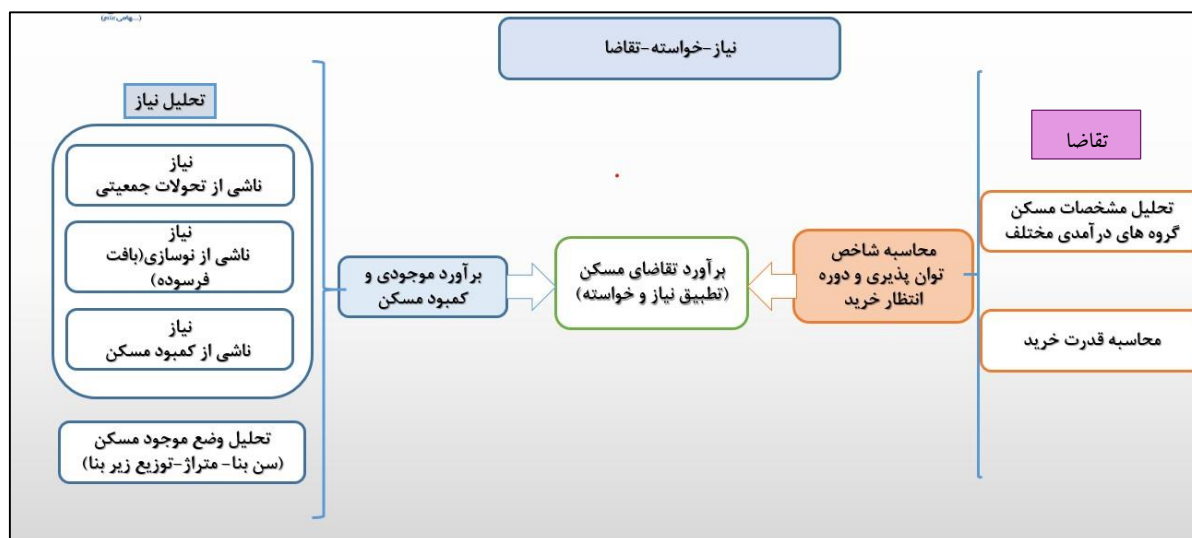 (...هامی عام)
نیاز-خواسته-تقاضا
تقاضا
تحلیل مشخصات مسکن
گروه های درآمدی مختلف
محاسبه قدرت خرید
محاسبه شاخص
توان پذیری و دوره
انتظار خرید
برآورد تقاضای مسکن
(تطبیق نیاز و خواسته)
برآورد موجودی و
کمبود مسکن
تحلیل نیاز
نیاز
ناشی از تحولات جمعیتی
نیاز
ناشی از نوسازی(بافت
فرسوده)
نیاز
ناشی از کمبود مسکن
تحلیل وضع موجود مسکن
(سن بنا- متراژ-توزیع زیر بنا)